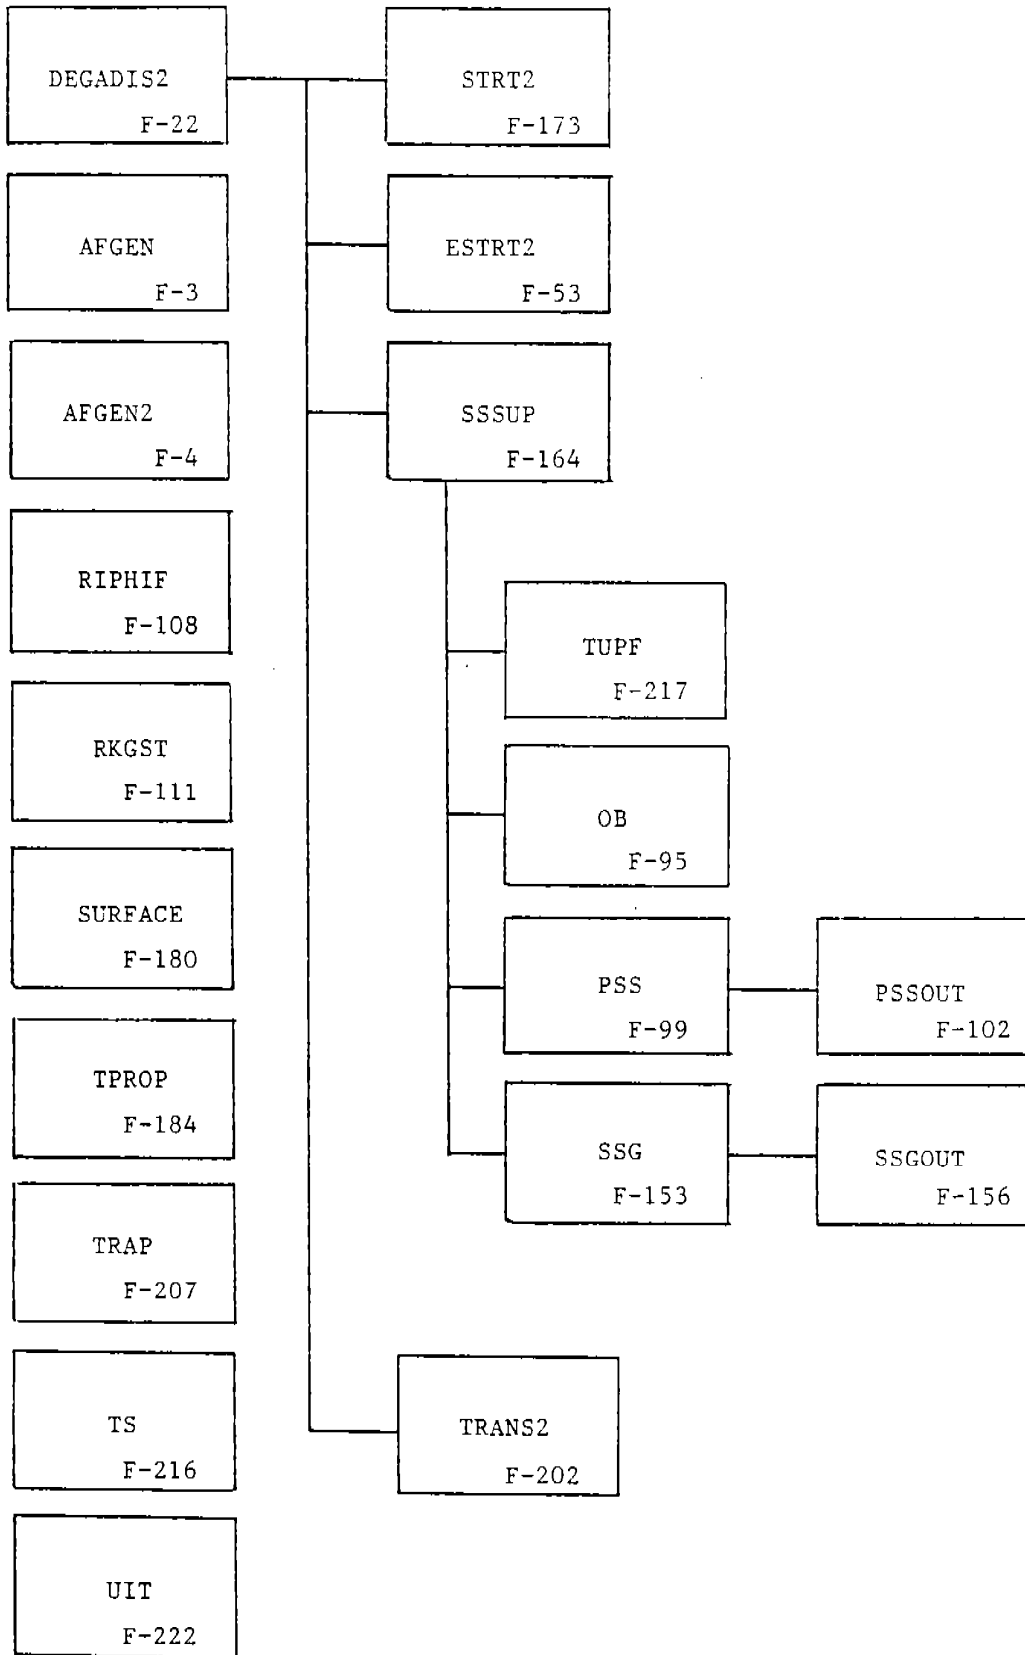 DEGADIS2
F-22
STRT2
F-173
AFGEN
F-3
ESTRT2
F-53
AFGEN2
F-4
SSSUP
F-164
RIPHIF
F-108
TUPF
F-217
RKGST
F-111
OB
F-95
SURFACE
F-180
PSS
F-99
PSSOUT
F-102
TPROP
F-184
SSG
F-153
SSGOUT
F-156
TRAP
F-207
TS
F-216
TRANS2
F-202
UIT
F-222